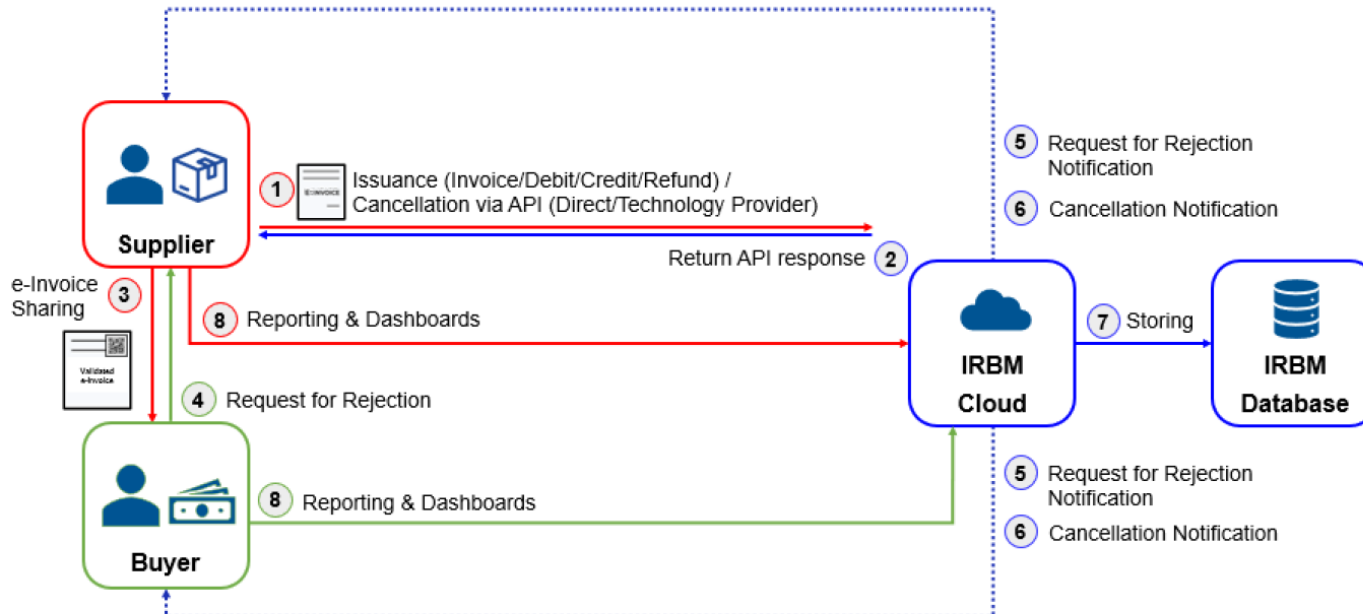 5
Request for Rejection
Notification
6
Cancellation Notification
1
E-INVOICE
Issuance (Invoice/Debit/Credit/Refund) /
Cancellation via API (Direct/Technology Provider)
Supplier
Return API response
2
e-Invoice
Sharing
3
8
Reporting & Dashboards
7
Storing
IRBM
Cloud
IRBM
Database
Validated
e-Invoice
4
Request for Rejection
8
Reporting & Dashboards
Buyer
5
Request for Rejection
Notification
6
Cancellation Notification